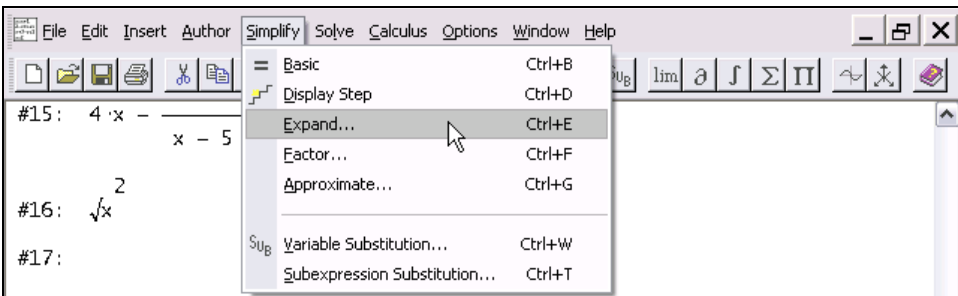 File Edit Insert Author Simplify Solve Calculus Options Window Help
lim ∂ ∫ Σ Π
= Basic Ctrl+B
Display Step Ctrl+D
Expand... Ctrl+E
Factor... Ctrl+F
Approximate... Ctrl+G
SUB Variable Substitution... Ctrl+W
Subexpression Substitution... Ctrl+T
#15: 4·x −
x − 5
2
#16: √x
#17: